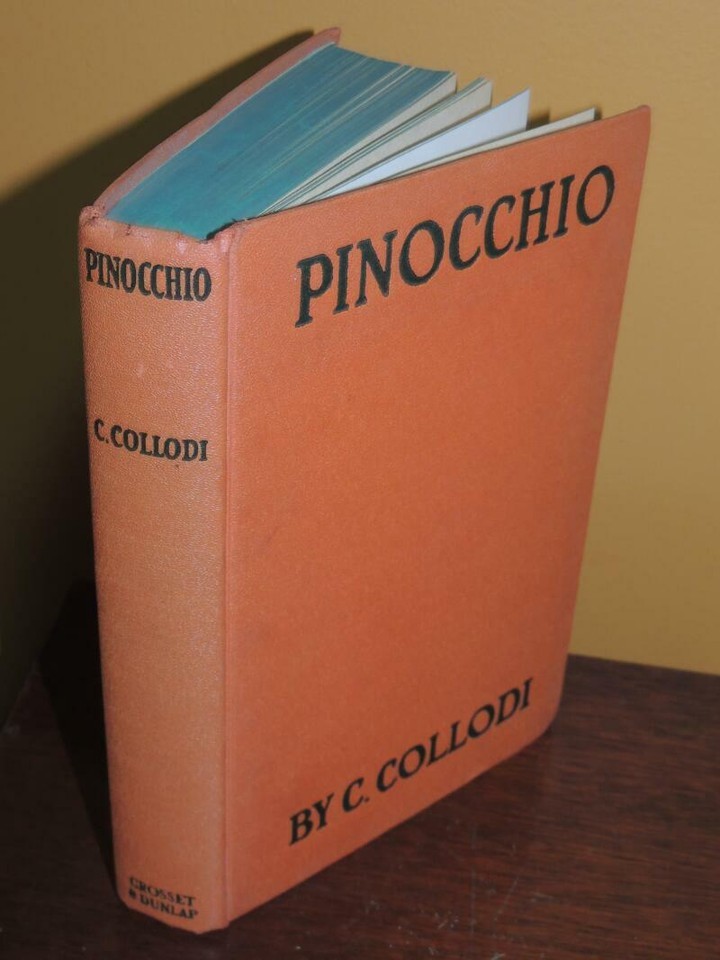 PINOCCHIO
C. COLLODI
GROSSET
& DUNLAP
PINOCCHIO
BY C. COLLODI